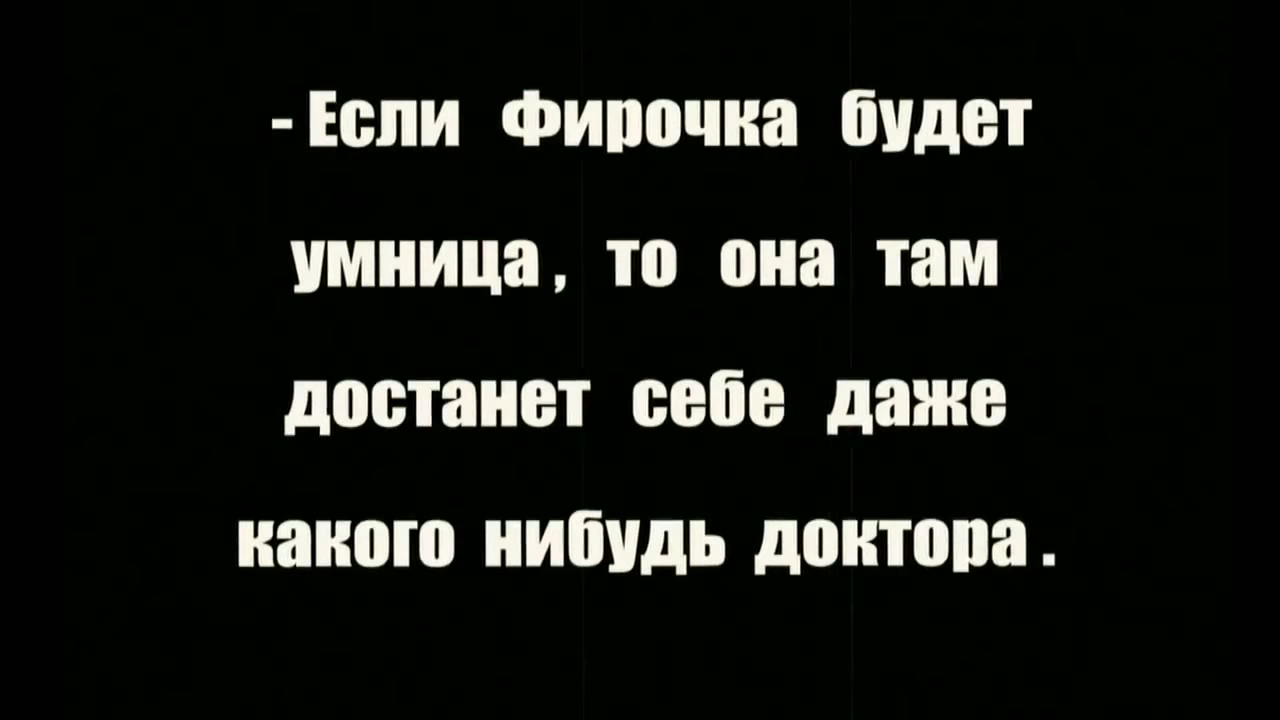 - Если Фирочка будет
умница, то она там
достанет себе даже
какого нибудь доктора.